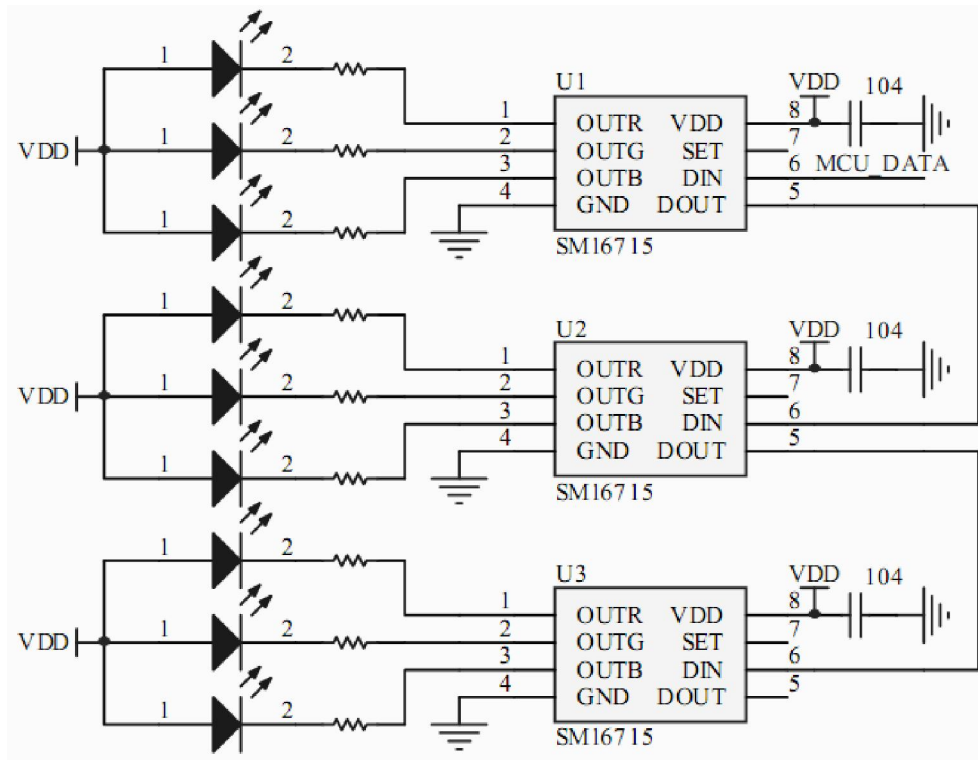 1 2
1 2
1 2
VDD
U1
1 OUTR VDD 8
2 OUTG SET 7
3 OUTB DIN 6
4 GND DOUT 5
SM16715
VDD 104
MCU_DATA
1 2
1 2
1 2
VDD
U2
1 OUTR VDD 8
2 OUTG SET 7
3 OUTB DIN 6
4 GND DOUT 5
SM16715
VDD 104
1 2
1 2
1 2
VDD
U3
1 OUTR VDD 8
2 OUTG SET 7
3 OUTB DIN 6
4 GND DOUT 5
SM16715
VDD 104